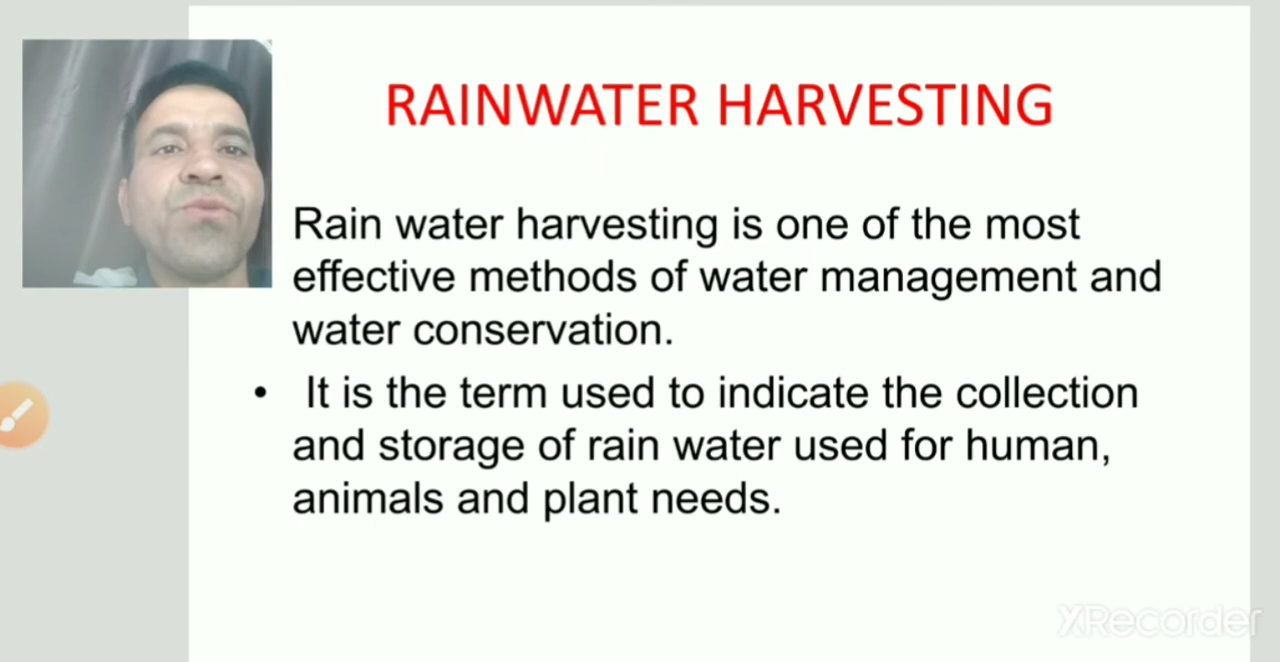 RAINWATER HARVESTING
Rain water harvesting is one of the most
effective methods of water management and
water conservation.
• It is the term used to indicate the collection
and storage of rain water used for human,
animals and plant needs.
XRecorder